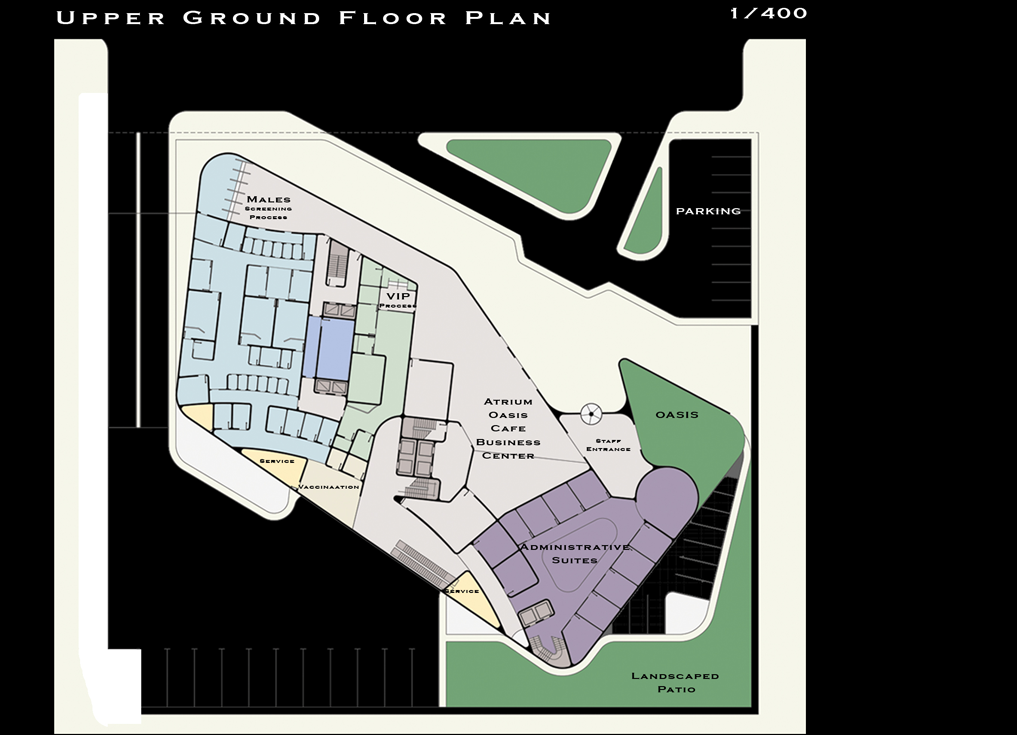 UPPER GROUND FLOOR PLAN
1/400
MALES
SCREENING
PROCESS
PARKING
VIP
PROCESS
ATRIUM
OASIS
CAFE
BUSINESS
CENTER
OASIS
STAFF
ENTRANCE
SERVICE
VACCINAATION
ADMINISTRATIVE
SUITES
SERVICE
LANDSCAPED
PATIO